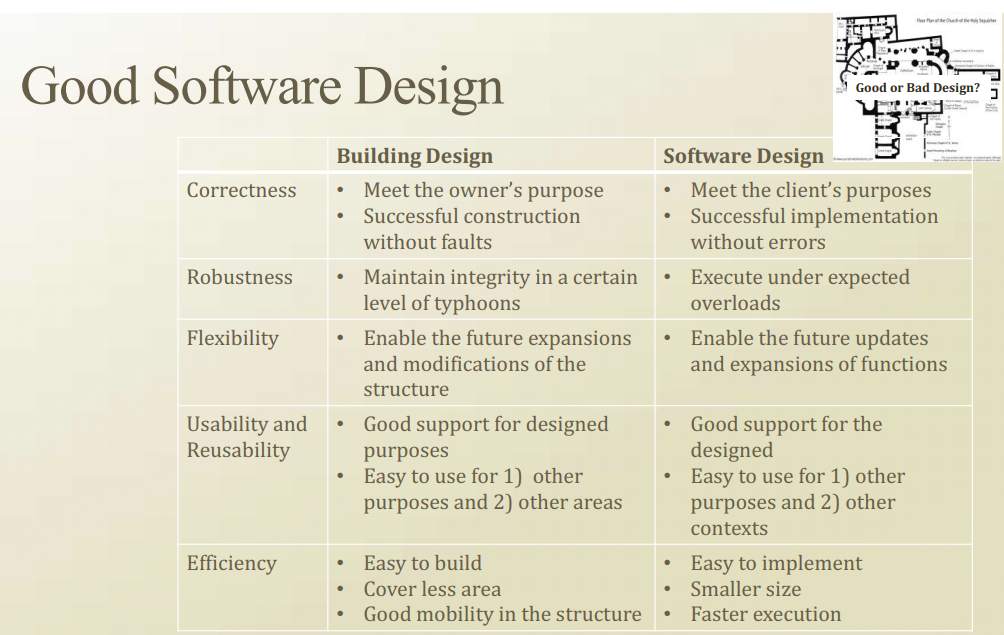 Good Software Design
Floor Plan of the Church of the Holy Sepulcher
Good or Bad Design?
Building Design
Software Design
Correctness
• Meet the owner's purpose
• Successful construction
without faults
• Meet the client's purposes
• Successful implementation
without errors
Robustness
• Maintain integrity in a certain
level of typhoons
• Execute under expected
overloads
Flexibility
• Enable the future expansions
and modifications of the
structure
• Enable the future updates
and expansions of functions
Usability and
Reusability
• Good support for designed
purposes
• Easy to use for 1)  other
purposes and 2) other areas
• Good support for the
designed
• Easy to use for 1) other
purposes and 2) other
contexts
Efficiency
• Easy to build
• Cover less area
• Good mobility in the structure
• Easy to implement
• Smaller size
• Faster execution